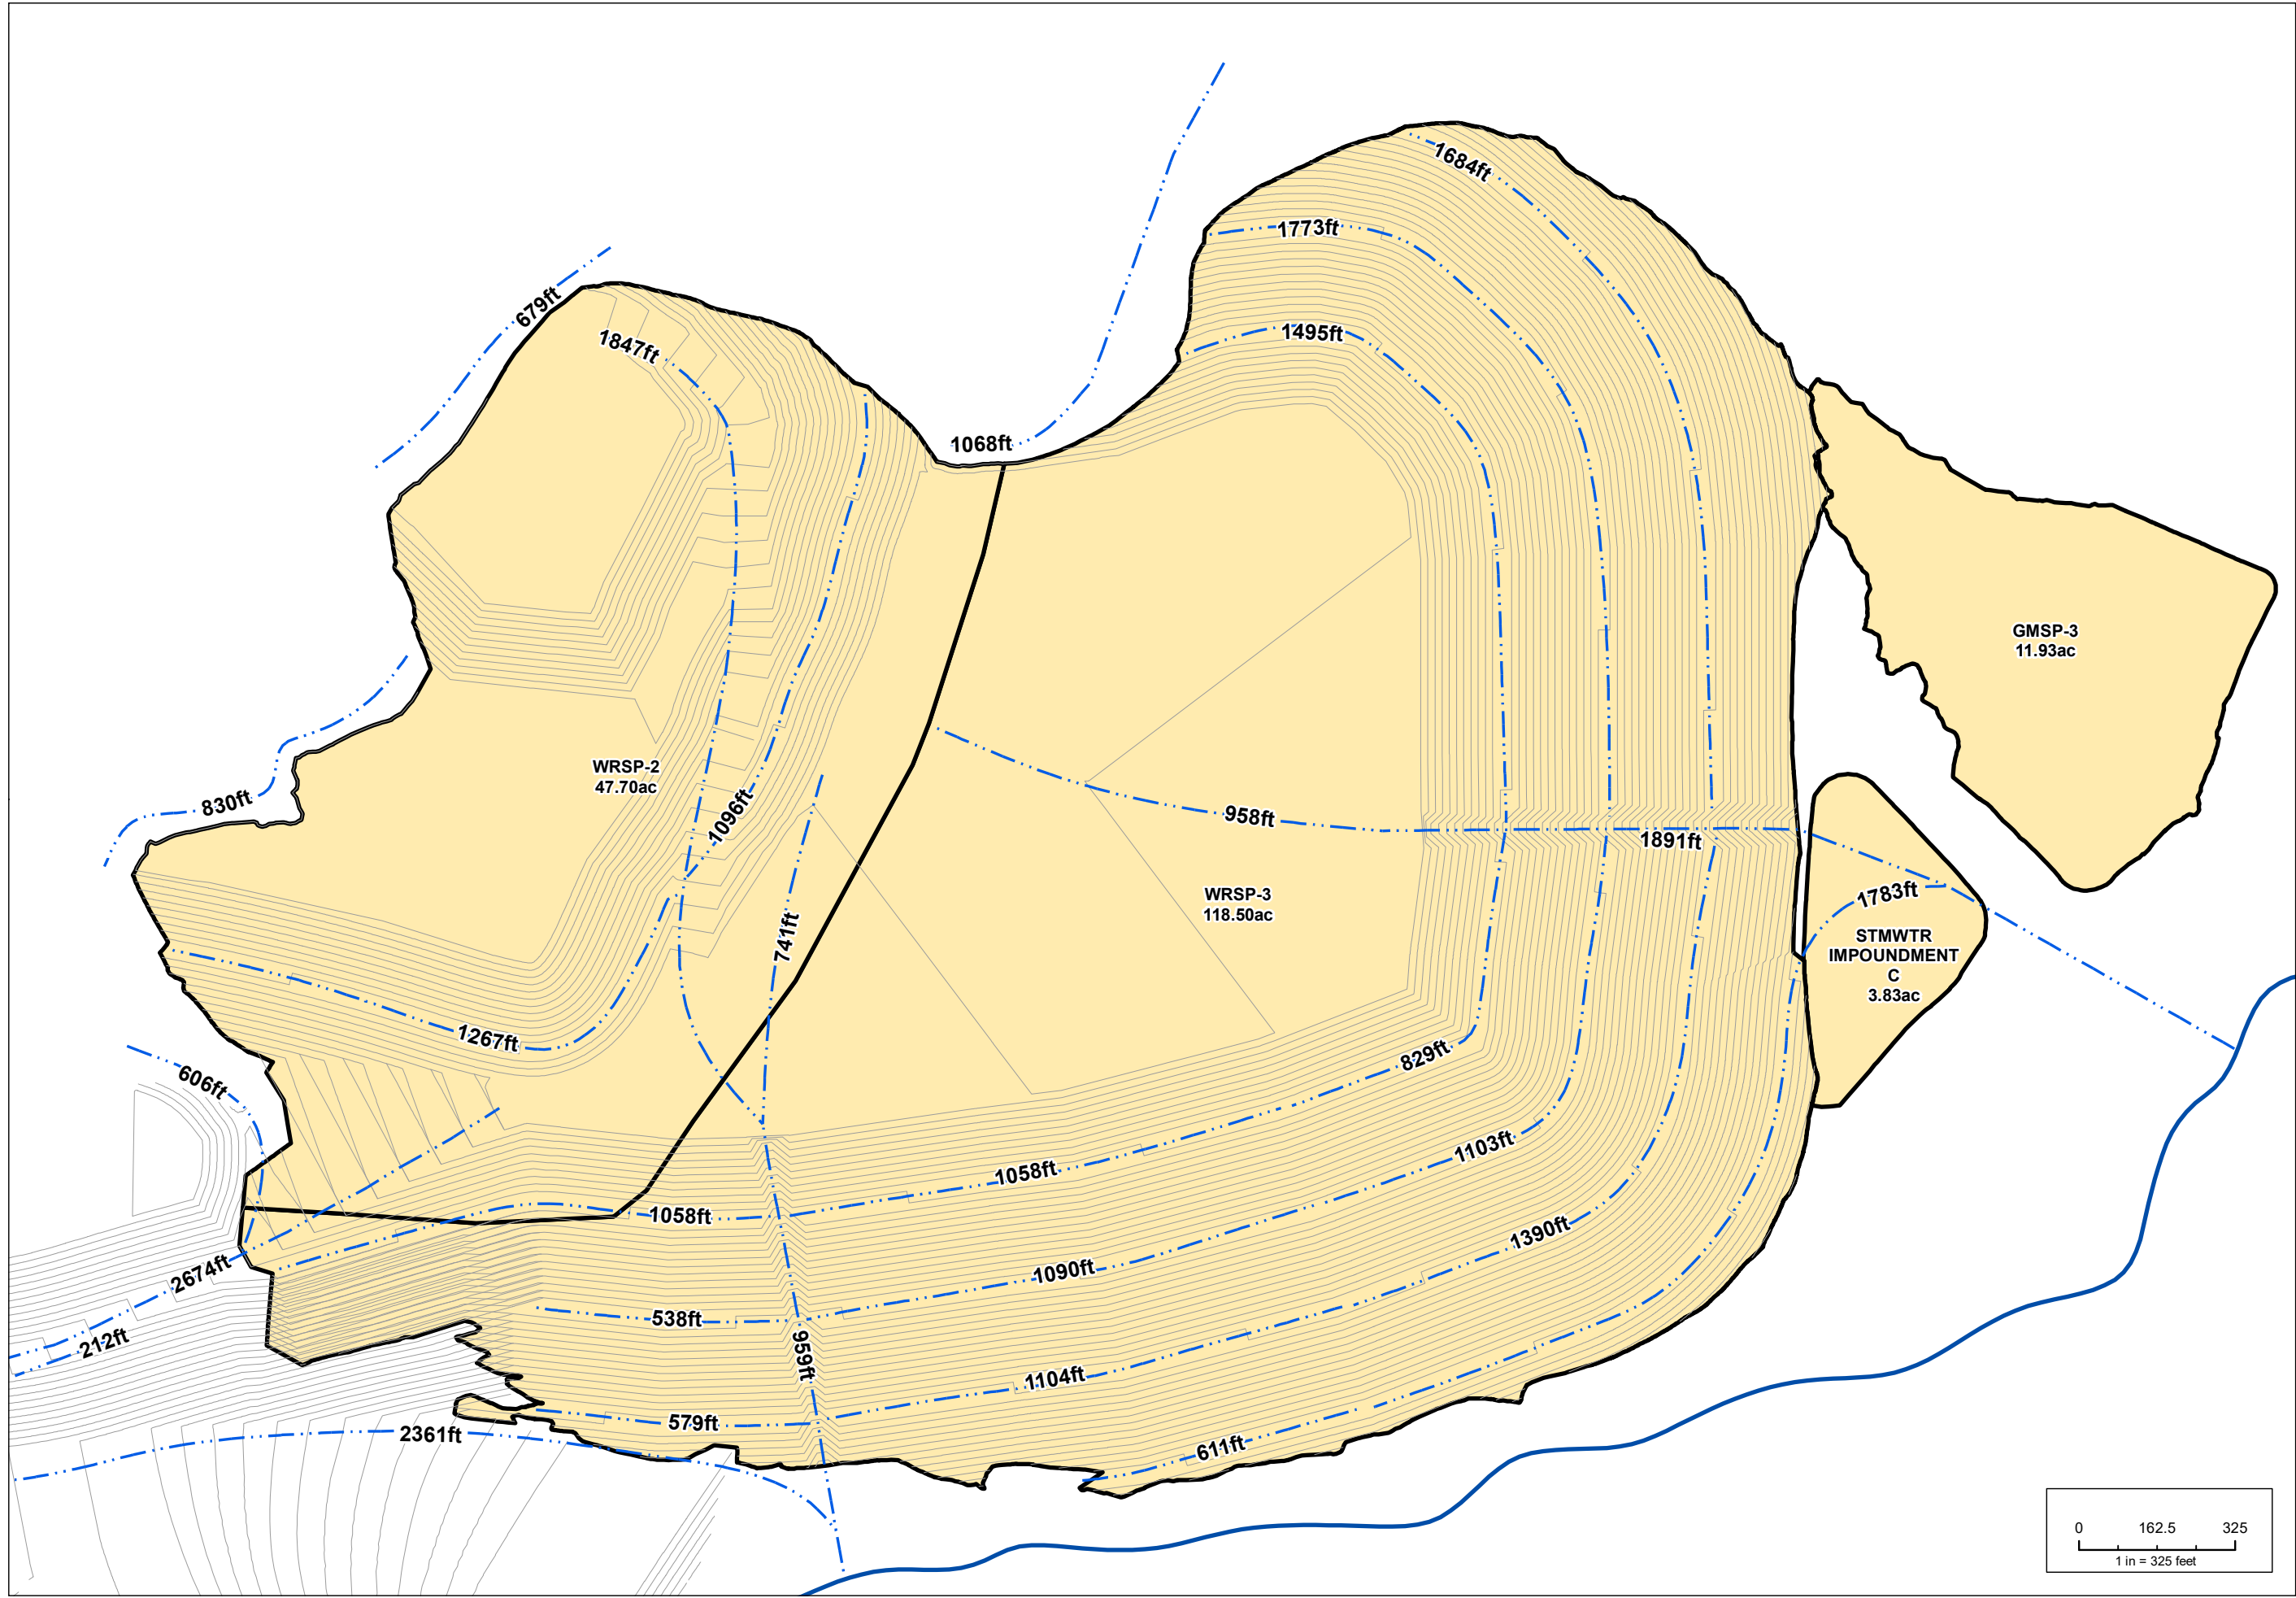 1684ft
1773ft
679ft
1495ft
1847ft
1068ft
GMSP-3
11.93ac
WRSP-2
47.70ac
830ft
1096ft
958ft
1891ft
WRSP-3
118.50ac
1783ft
741ft
STMWTR
IMPOUNDMENT
C
3.83ac
1267ft
829ft
606ft
1103ft
1058ft
1058ft
1390ft
2674ft
1090ft
538ft
212ft
959ft
1104ft
579ft
2361ft
611ft
0 162.5 325
1 in = 325 feet